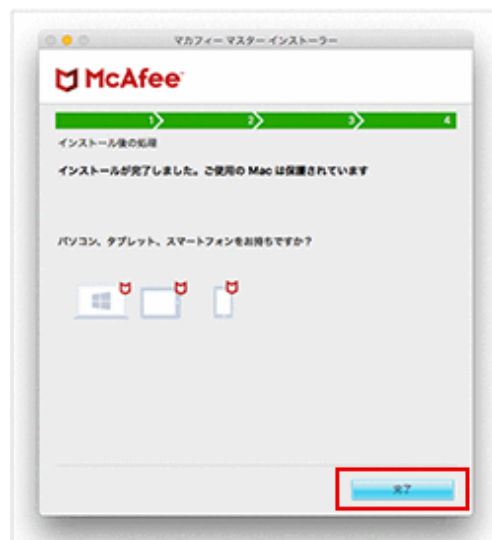 マカフィー マスター インストーラー
McAfee
1 2 3 4
インストール後の処理
インストールが完了しました。ご使用の Mac は保護されています
パソコン、タブレット、スマートフォンをお持ちですか？
完了